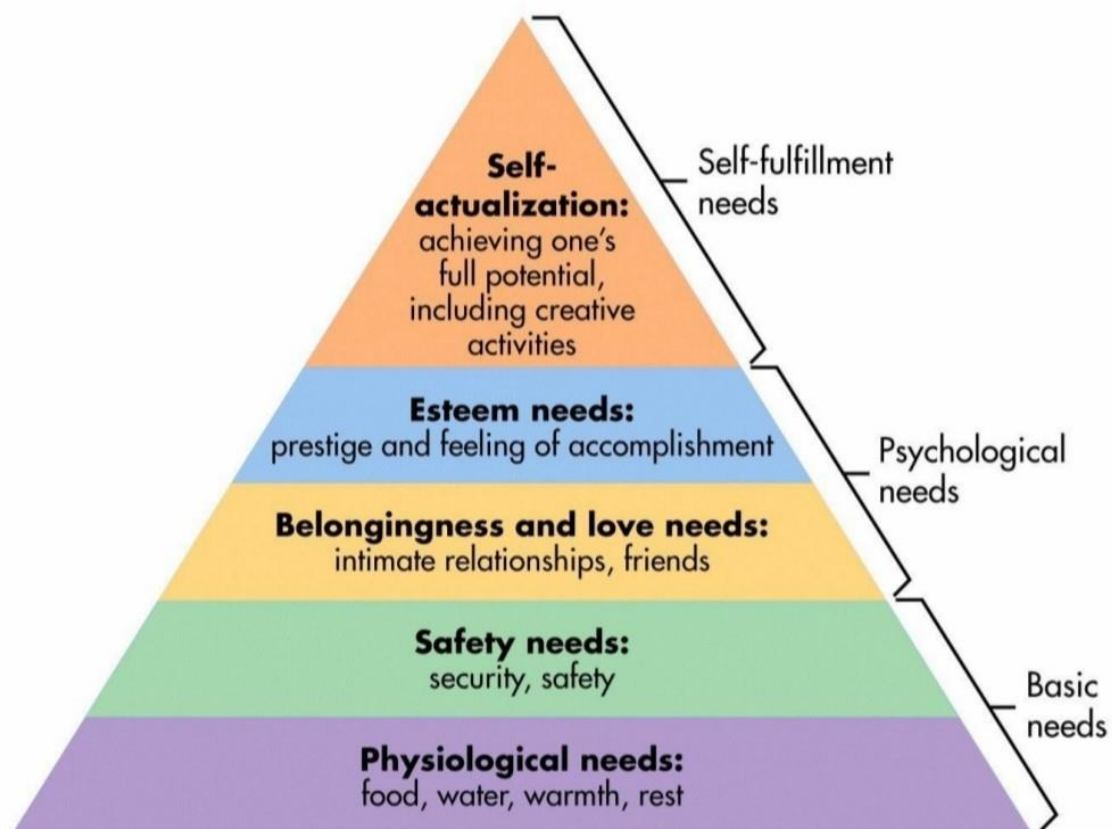 Self-
actualization:
achieving one's
full potential,
including creative
activities
Self-fulfillment
needs
Esteem needs:
prestige and feeling of accomplishment
Psychological
needs
Belongingness and love needs:
intimate relationships, friends
Safety needs:
security, safety
Basic
needs
Physiological needs:
food, water, warmth, rest